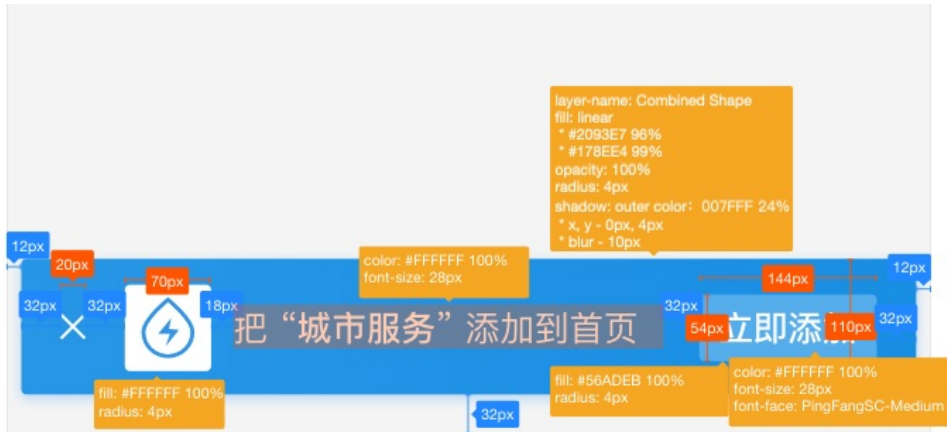 layer-name: Combined Shape
fill: linear
* #2093E7 96%
* #178EE4 99%
opacity: 100%
radius: 4px
shadow: outer color: 007FFF 24%
* x, y - 0px, 4px
* blur - 10px
12px
20px
color: #FFFFFF 100%
font-size: 28px
12px
70px
144px
32px
32px
18px
32px
32px
把“城市服务”添加到首页
54px
立即添
110px
fill: #FFFFFF 100%
radius: 4px
fill: #56ADEB 100%
radius: 4px
color: #FFFFFF 100%
font-size: 28px
font-face: PingFangSC-Medium
32px